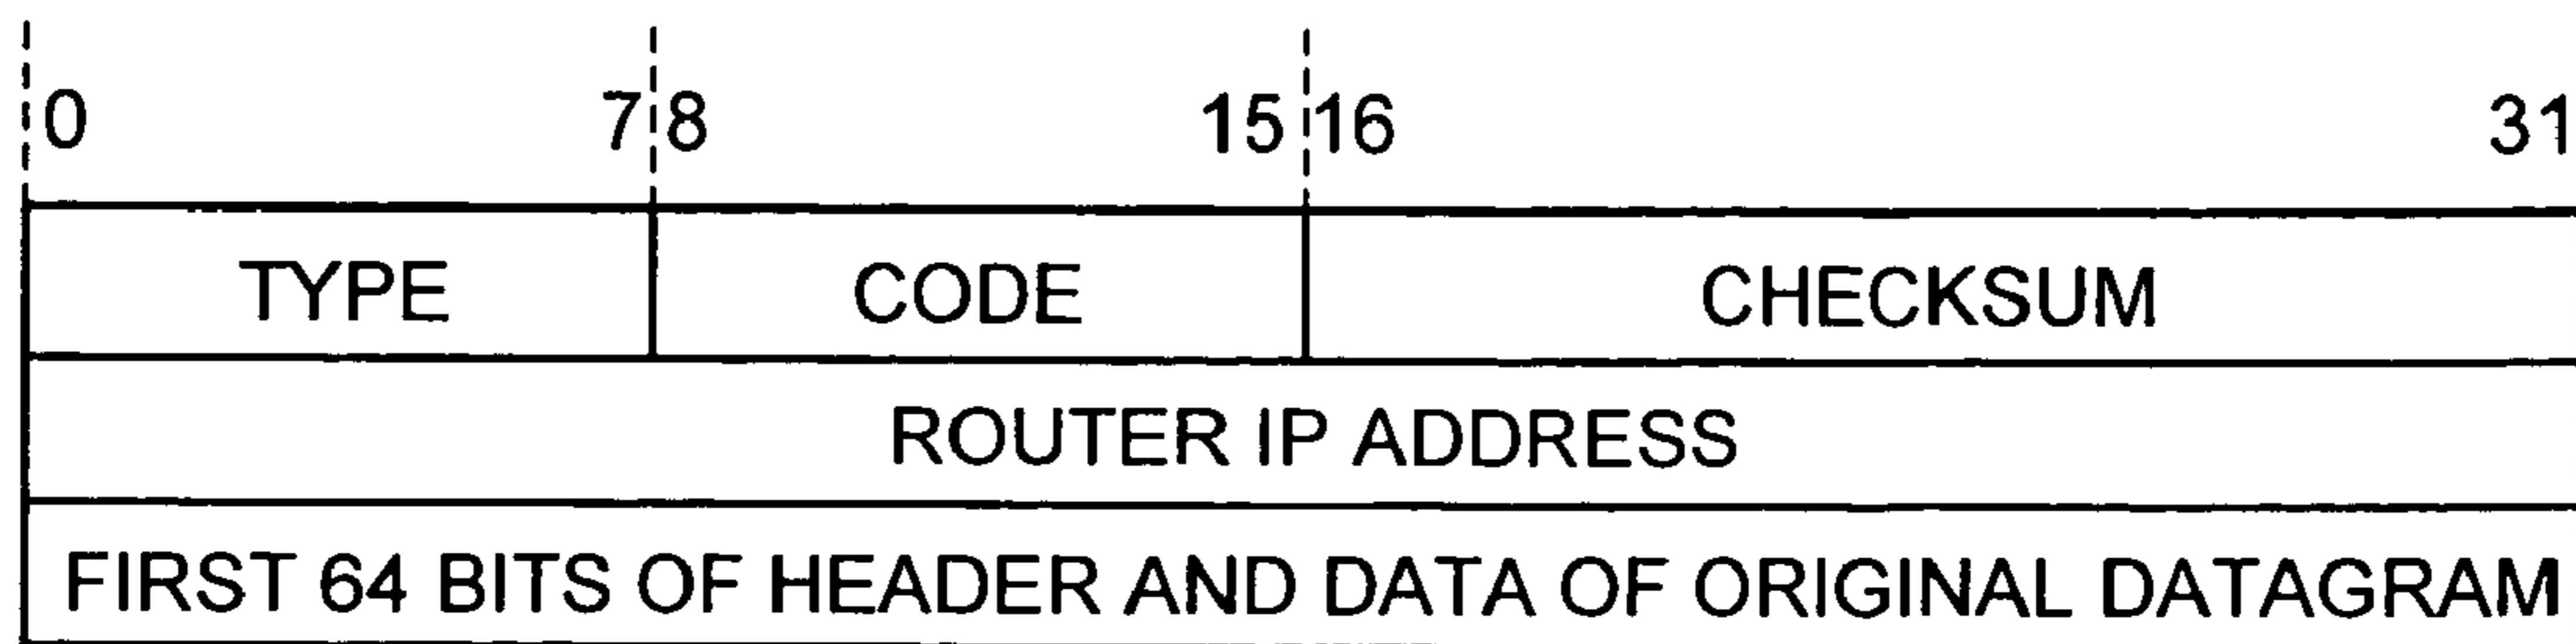 0 7 8 15 16 31
TYPE CODE CHECKSUM
ROUTER IP ADDRESS
FIRST 64 BITS OF HEADER AND DATA OF ORIGINAL DATAGRAM